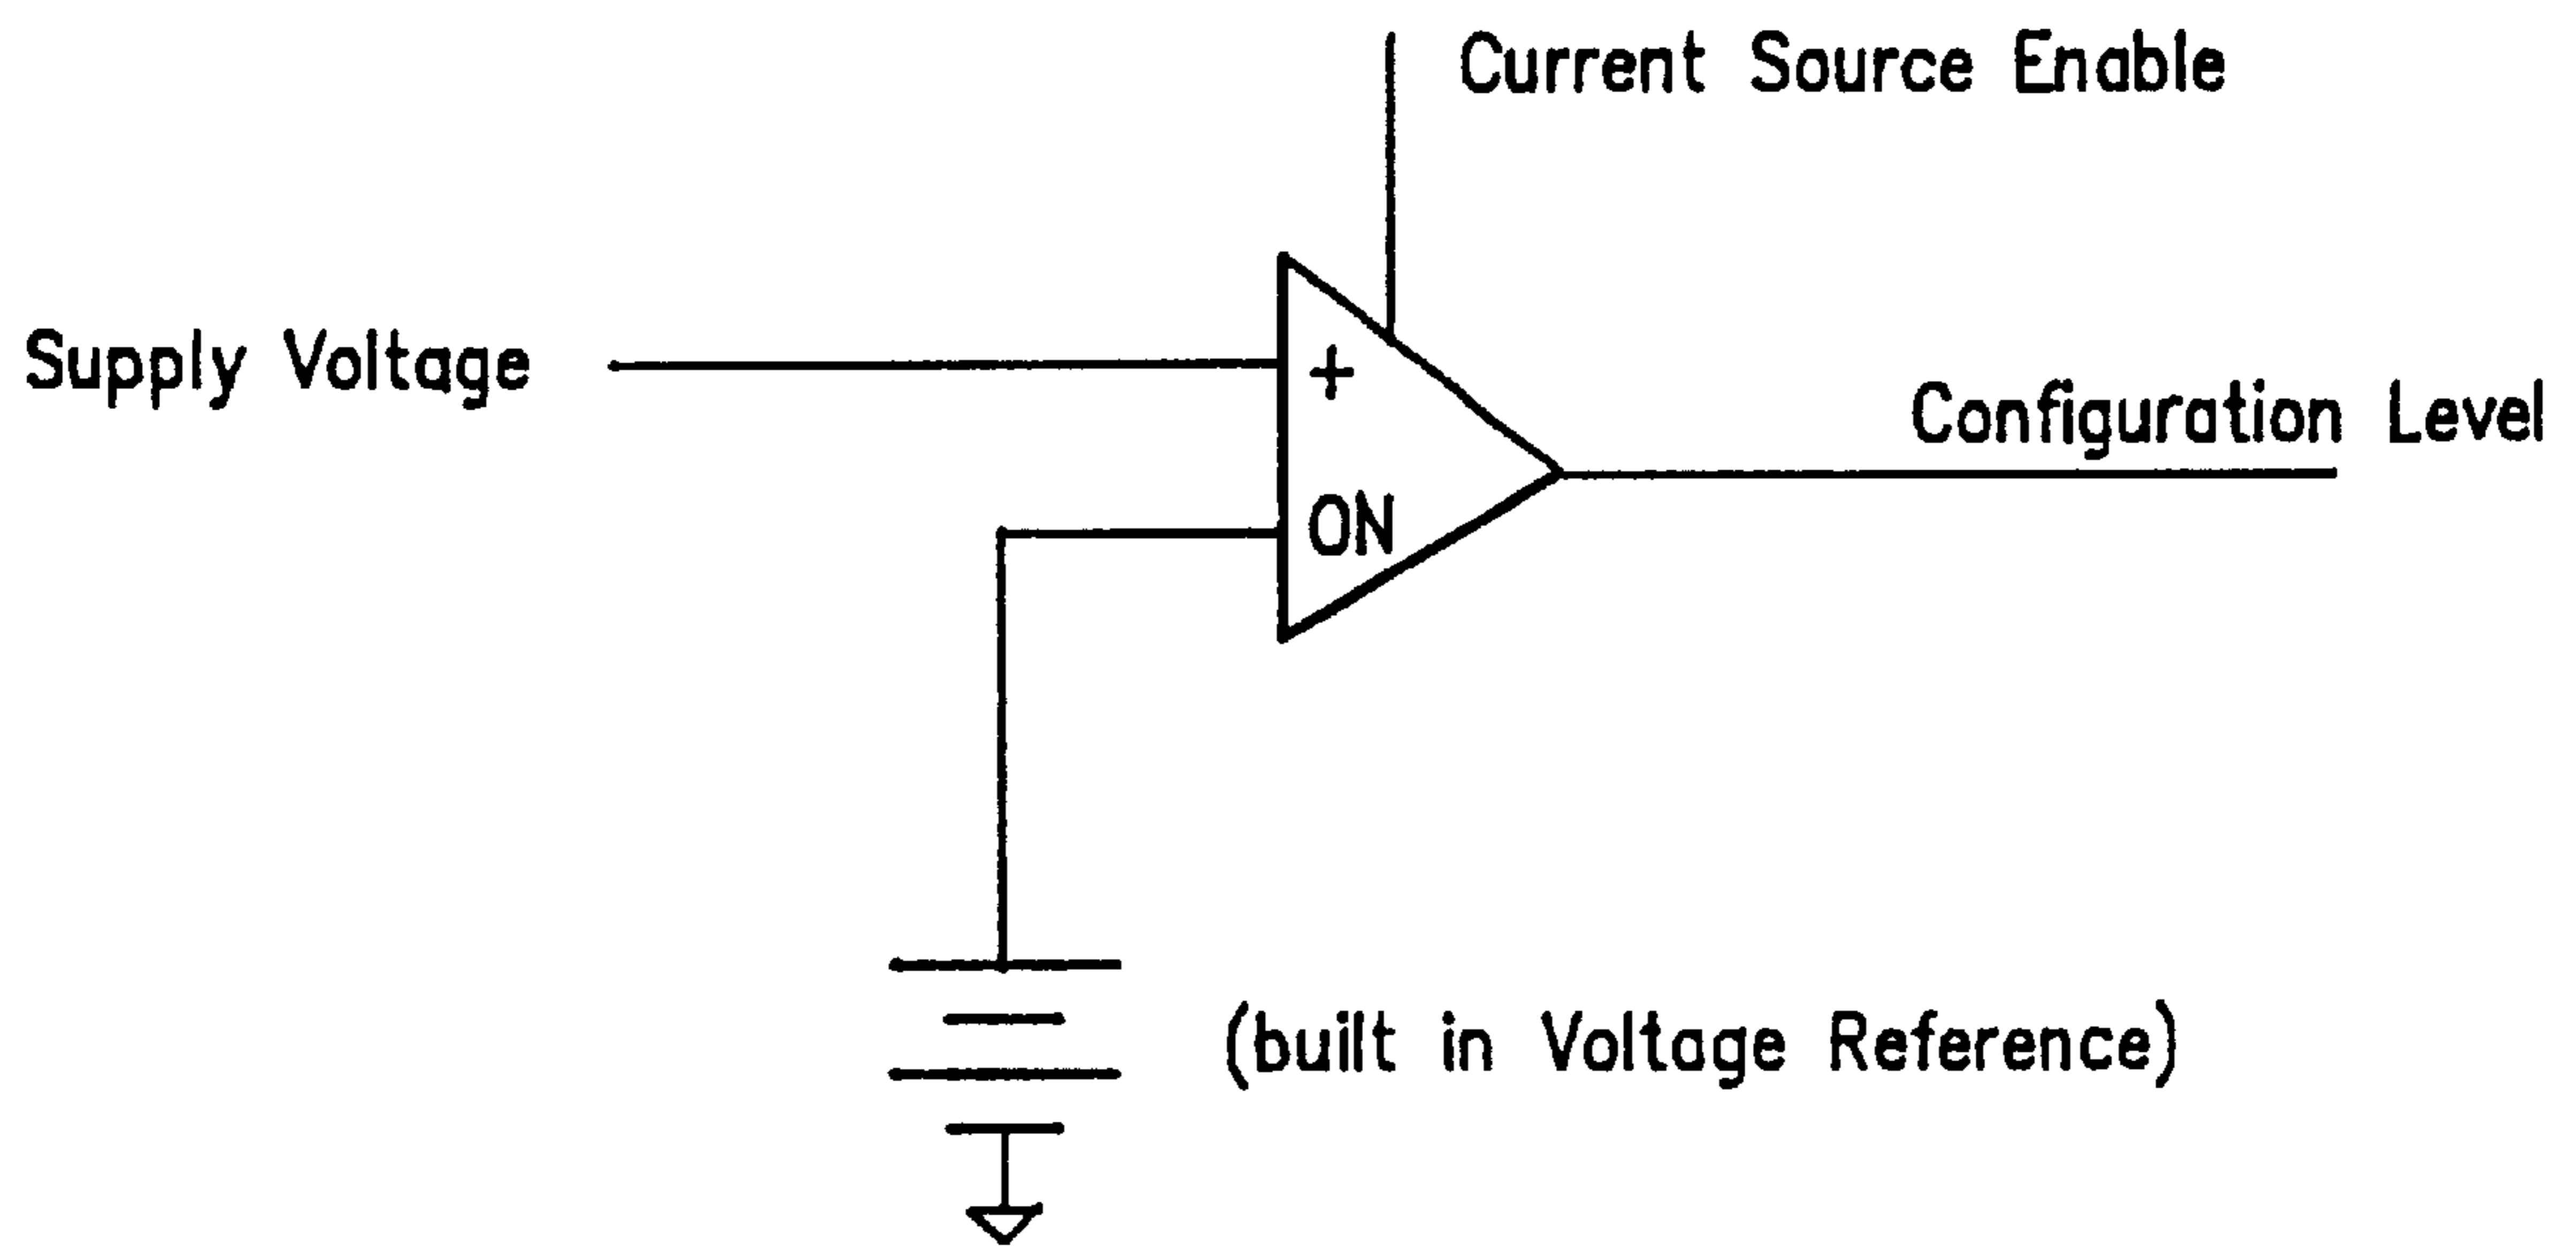 Current Source Enable
Supply Voltage
+
Configuration Level
ON
(built in Voltage Reference)